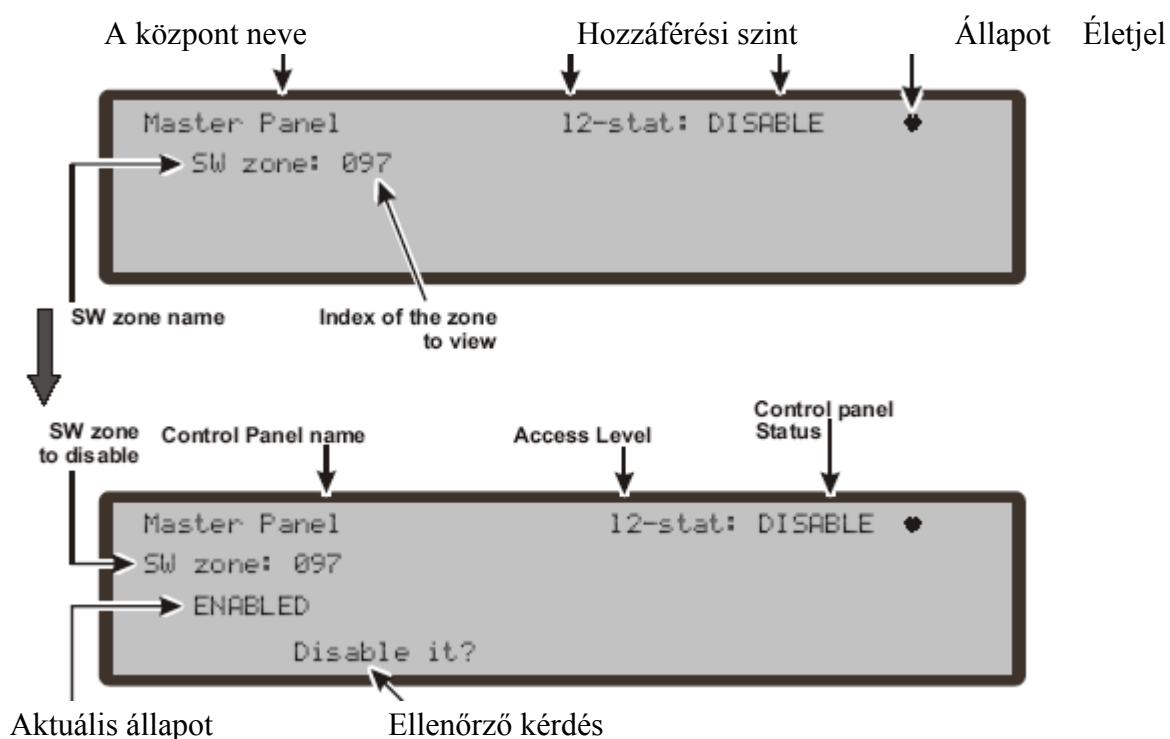 A központ neve Hozzáférési szint Állapot Életjel
Master Panel l2-stat: DISABLE
SW zone: 097
SW zone name
Index of the zone
to view
SW zone
to disable
Control Panel name
Access Level
Control panel
Status
Master Panel l2-stat: DISABLE
SW zone: 097
ENABLED
Disable it?
Aktuális állapot Ellenőrző kérdés